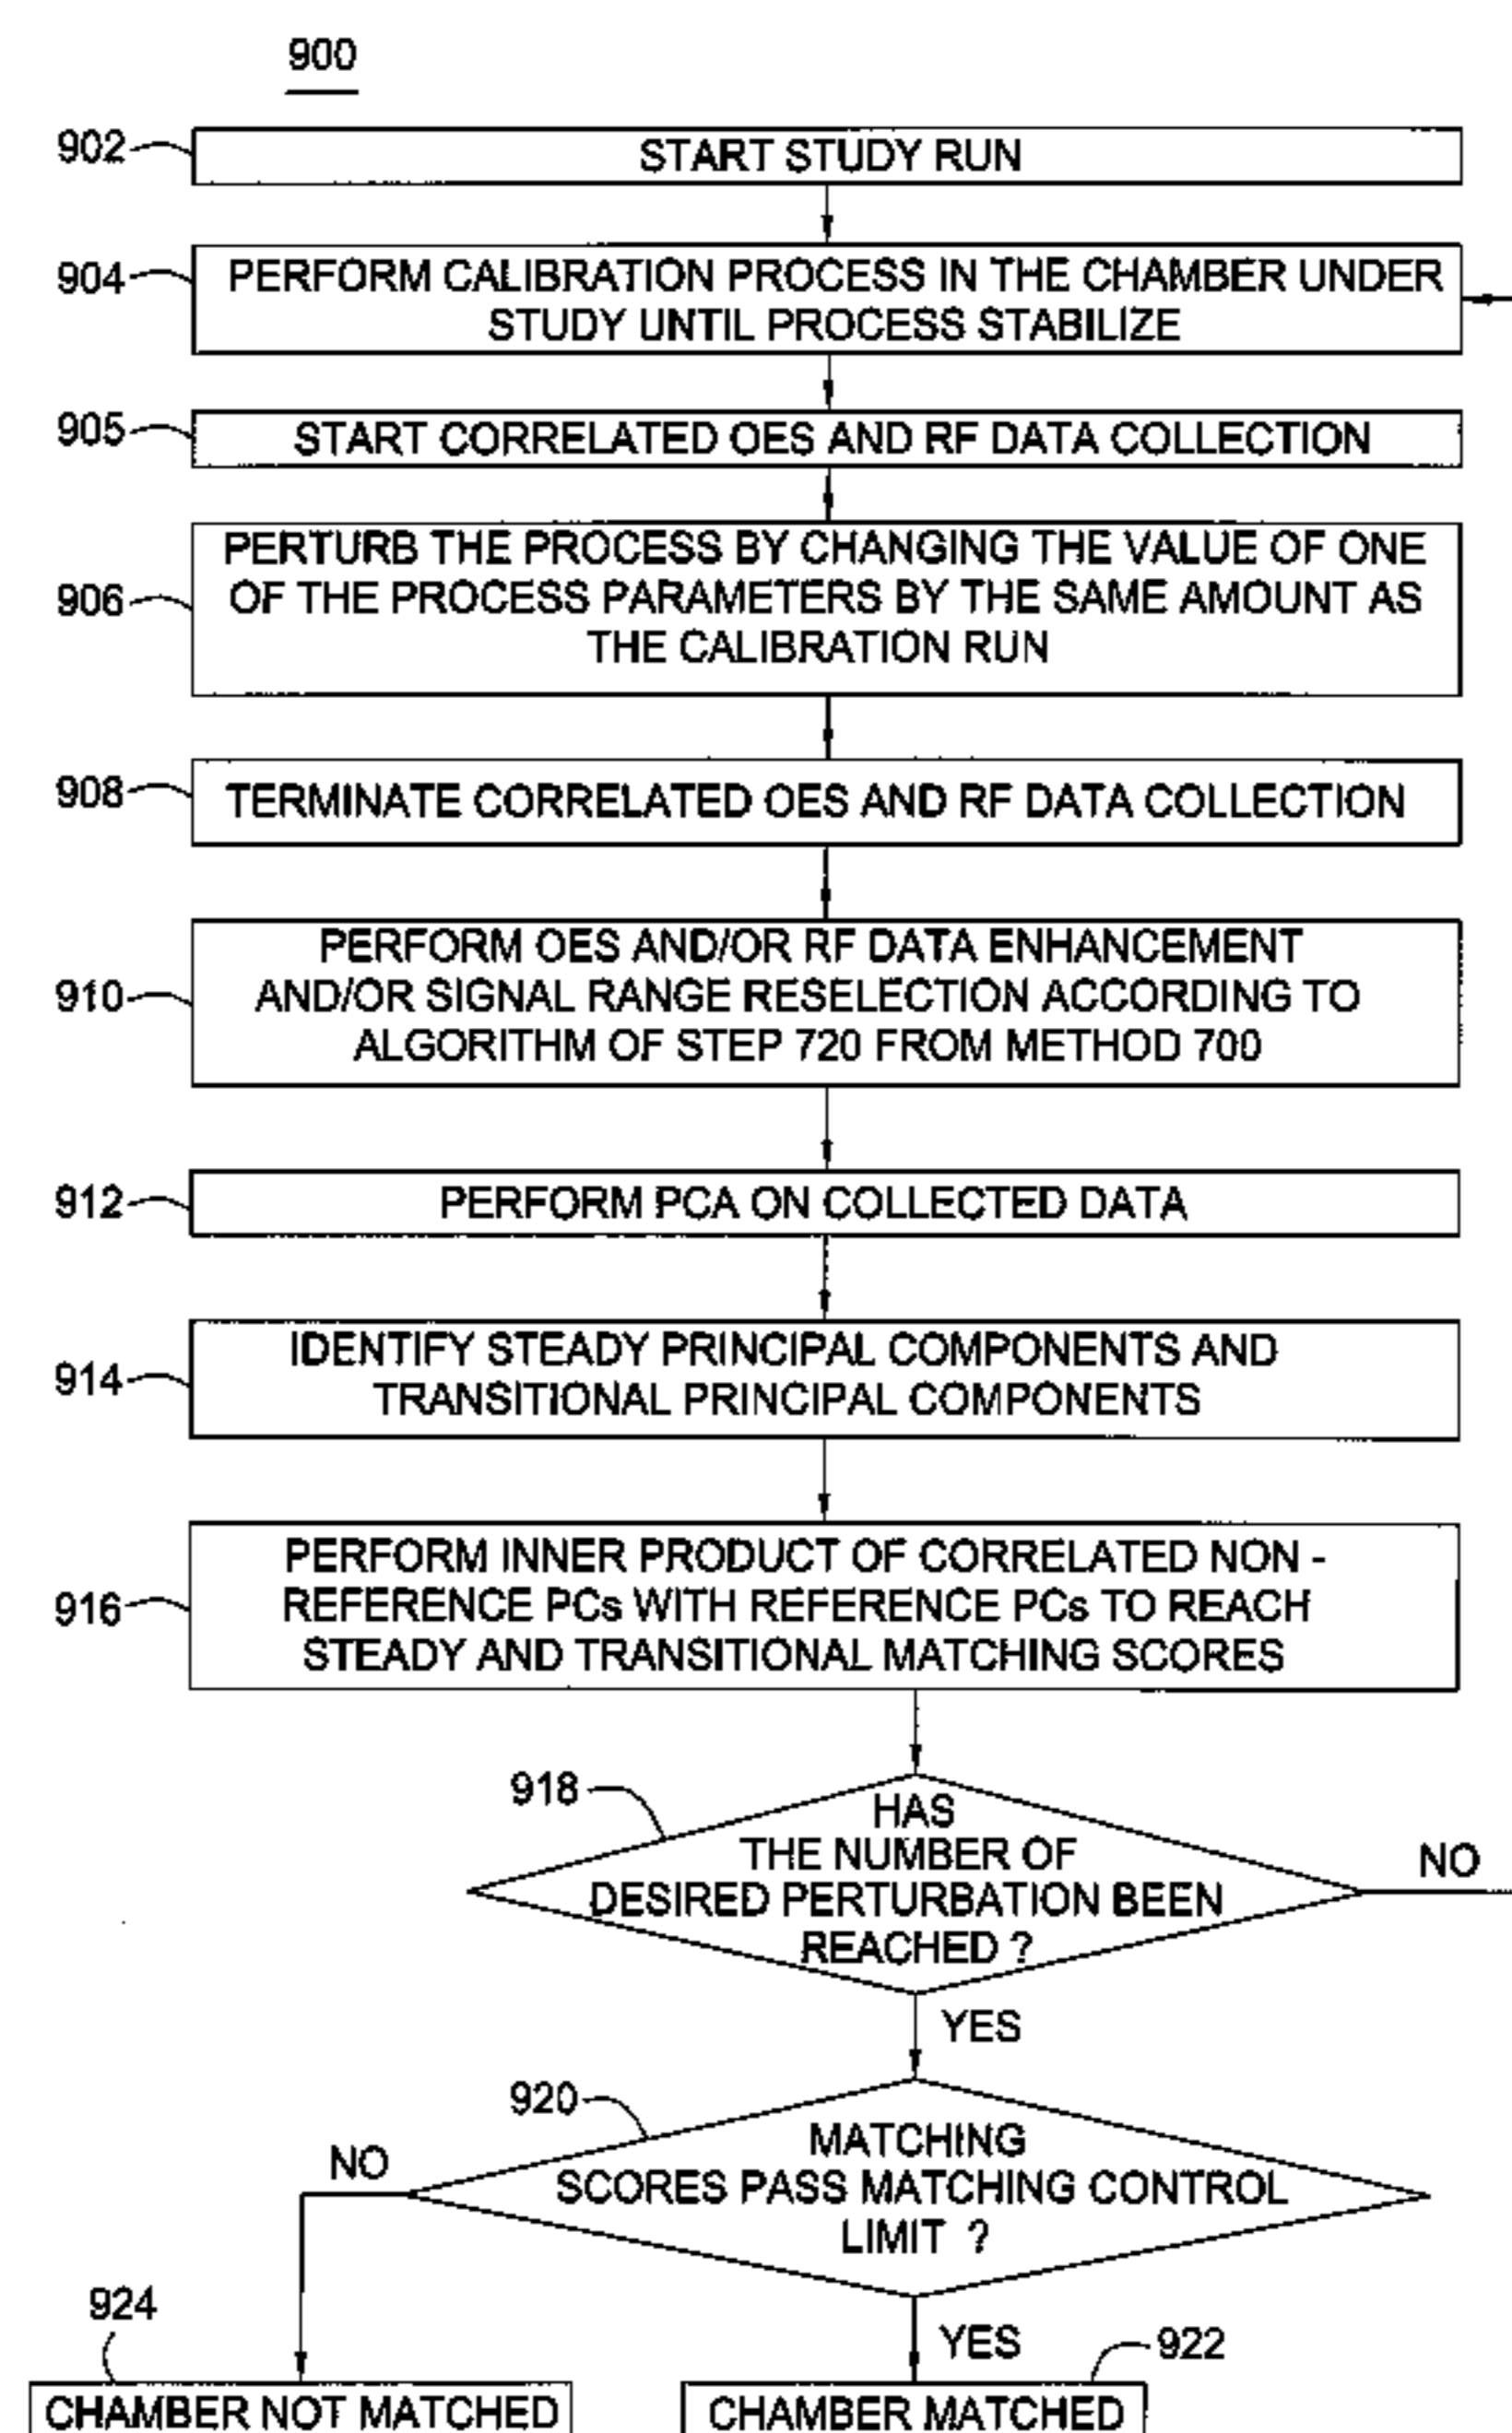 900
902
START STUDY RUN
904
PERFORM CALIBRATION PROCESS IN THE CHAMBER UNDER
STUDY UNTIL PROCESS STABILIZE
905
START CORRELATED OES AND RF DATA COLLECTION
906
PERTURB THE PROCESS BY CHANGING THE VALUE OF ONE
OF THE PROCESS PARAMETERS BY THE SAME AMOUNT AS
THE CALIBRATION RUN
908
TERMINATE CORRELATED OES AND RF DATA COLLECTION
910
PERFORM OES AND/OR RF DATA ENHANCEMENT
AND/OR SIGNAL RANGE RESELECTION ACCORDING TO
ALGORITHM OF STEP 720 FROM METHOD 700
912
PERFORM PCA ON COLLECTED DATA
914
IDENTIFY STEADY PRINCIPAL COMPONENTS AND
TRANSITIONAL PRINCIPAL COMPONENTS
916
PERFORM INNER PRODUCT OF CORRELATED NON -
REFERENCE PCs WITH REFERENCE PCs TO REACH
STEADY AND TRANSITIONAL MATCHING SCORES
918
HAS
THE NUMBER OF
DESIRED PERTURBATION BEEN
REACHED ?
NO
YES
920
MATCHING
SCORES PASS MATCHING CONTROL
LIMIT ?
NO
YES
924
922
CHAMBER NOT MATCHED
CHAMBER MATCHED